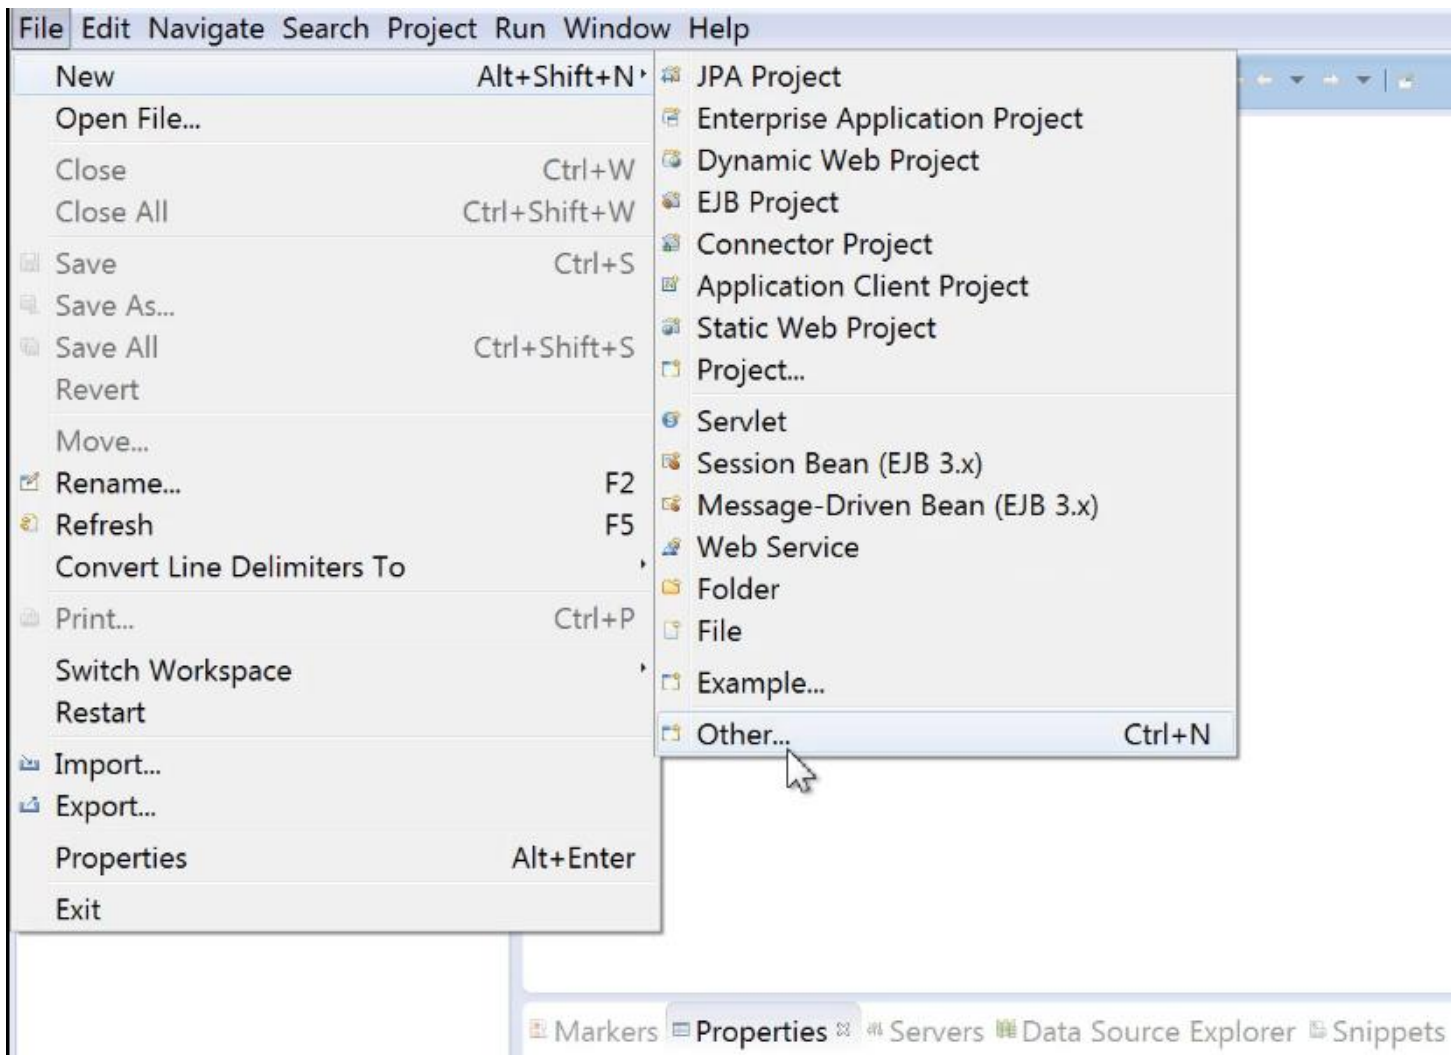 File Edit Navigate Search Project Run Window Help
New Alt+Shift+N
Open File...
Close Ctrl+W
Close All Ctrl+Shift+W
Save Ctrl+S
Save As...
Save All Ctrl+Shift+S
Revert
Move...
Rename... F2
Refresh F5
Convert Line Delimiters To
Print... Ctrl+P
Switch Workspace
Restart
Import...
Export...
Properties Alt+Enter
Exit
JPA Project
Enterprise Application Project
Dynamic Web Project
EJB Project
Connector Project
Application Client Project
Static Web Project
Project...
Servlet
Session Bean (EJB 3.x)
Message-Driven Bean (EJB 3.x)
Web Service
Folder
File
Example...
Other... Ctrl+N
Markers Properties Servers Data Source Explorer Snippets